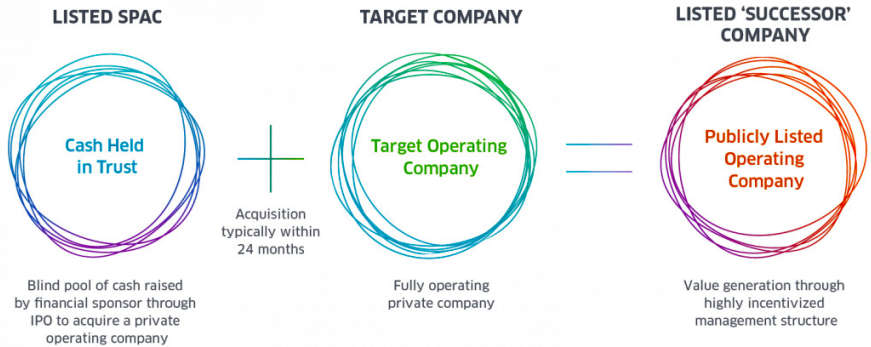 LISTED SPAC
Cash Held
in Trust
Blind pool of cash raised
by financial sponsor through
IPO to acquire a private
operating company
Acquisition
typically within
24 months
TARGET COMPANY
Target Operating
Company
Fully operating
private company
LISTED ‘SUCCESSOR’
COMPANY
Publicly Listed
Operating
Company
Value generation through
highly incentivized
management structure